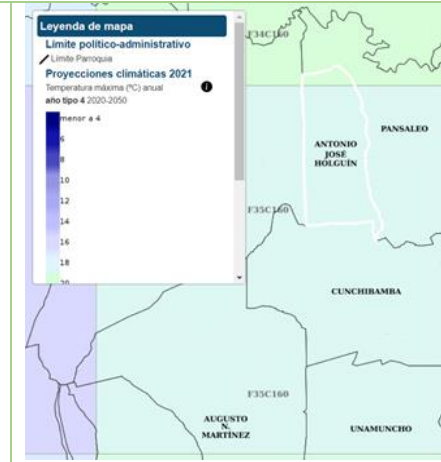 Leyenda de mapa
Límite político-administrativo
Límite Parroquia
Proyecciones climáticas 2021
Temperatura máxima (ºC) anual
año tipo 4 2020-2050
menor a 4
6
8
10
12
14
16
18
20
F34C160
ANTONIO
JOSÉ
HOLGUÍN
PANSALEO
F35C160
CUNCHIBAMBA
F35C160
AUGUSTO
N.
MARTÍNEZ
UNAMUNCHO